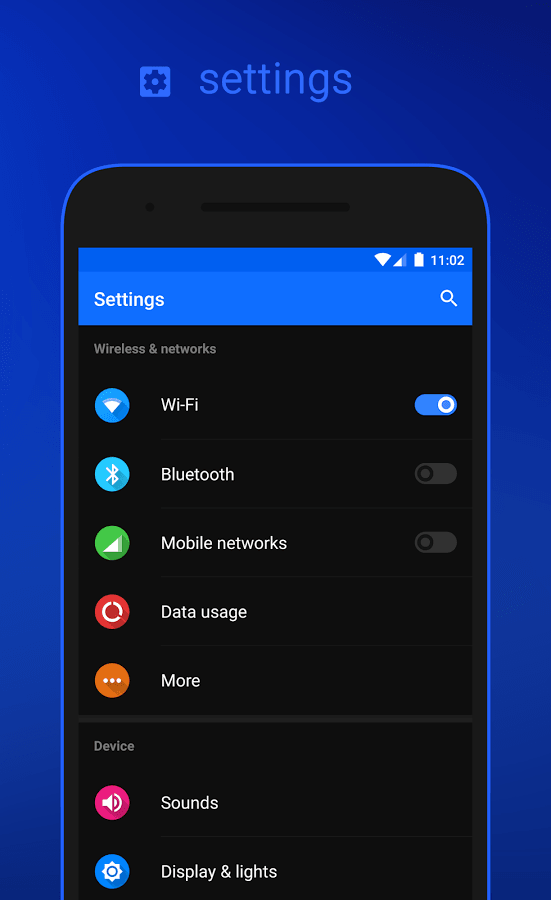 settings
11:02
Settings
Wireless & networks
Wi-Fi
Bluetooth
Mobile networks
Data usage
More
Device
Sounds
Display & lights